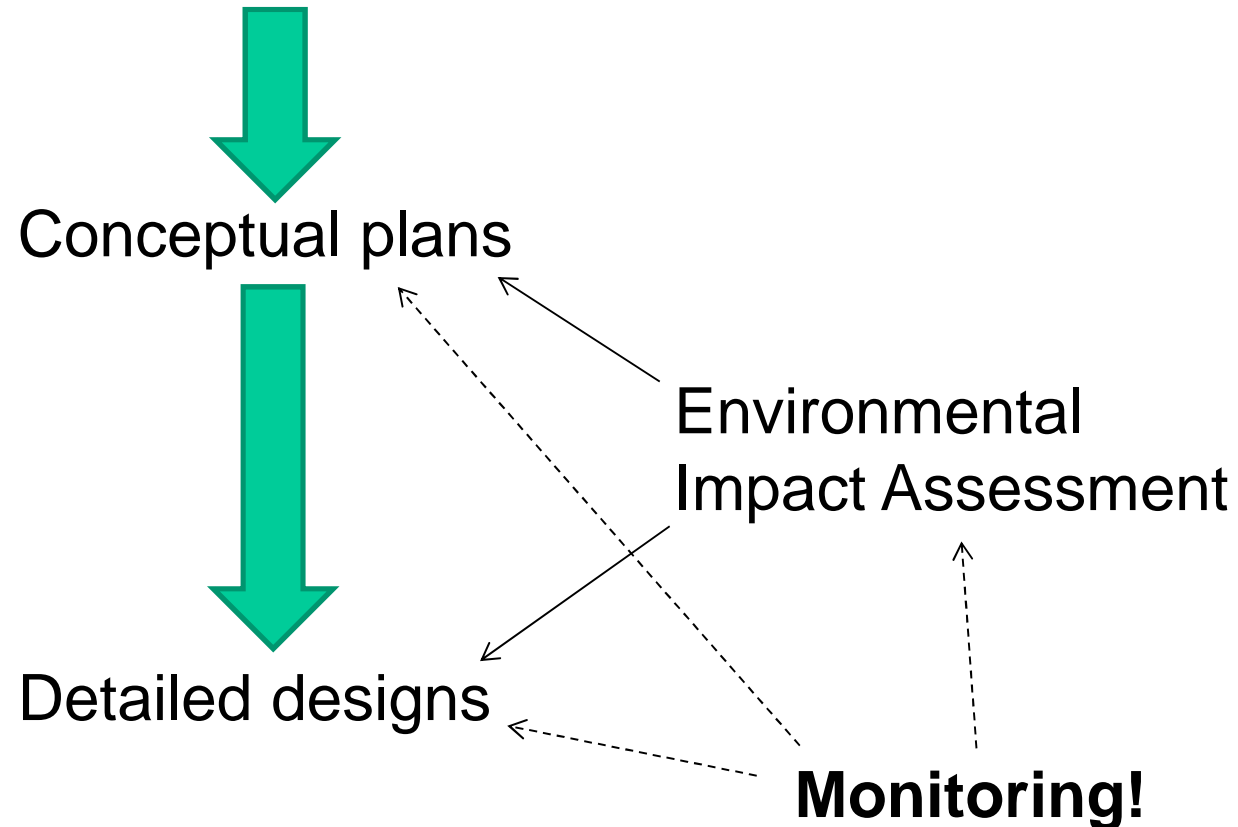 Conceptual plans
Environmental
Impact Assessment
Detailed designs
Monitoring!